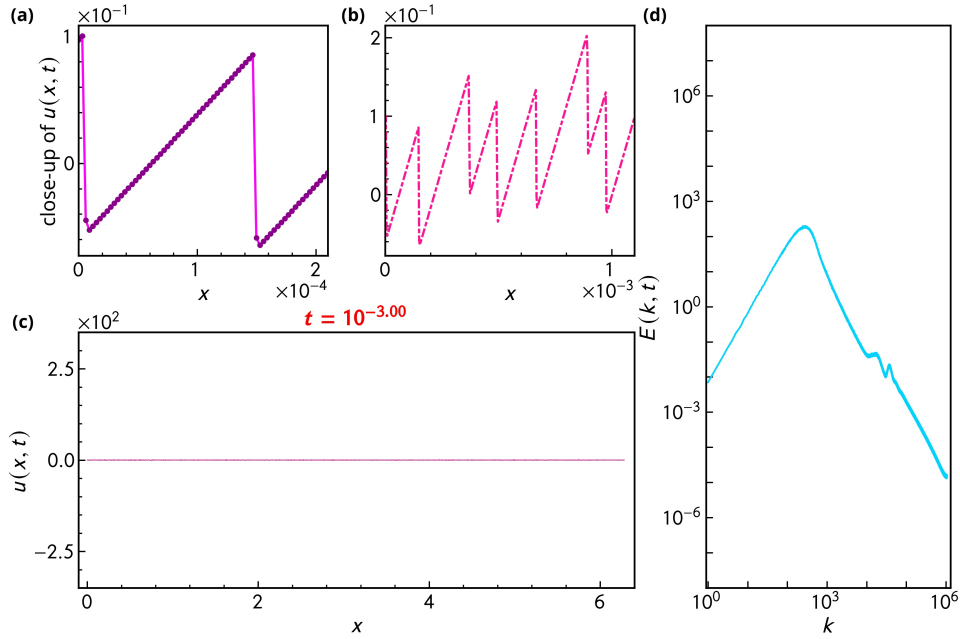 (a)
×10⁻¹
1
0
close-up of u(x, t)
0
1
2
×10⁻⁴
x
(b)
×10⁻¹
2
1
0
0
1
×10⁻³
x
(c)
×10²
t = 10⁻³·⁰⁰
2.5
0.0
−2.5
u(x, t)
0
2
4
6
x
(d)
10⁶
10³
10⁰
10⁻³
10⁻⁶
E(k, t)
10⁰
10³
10⁶
k